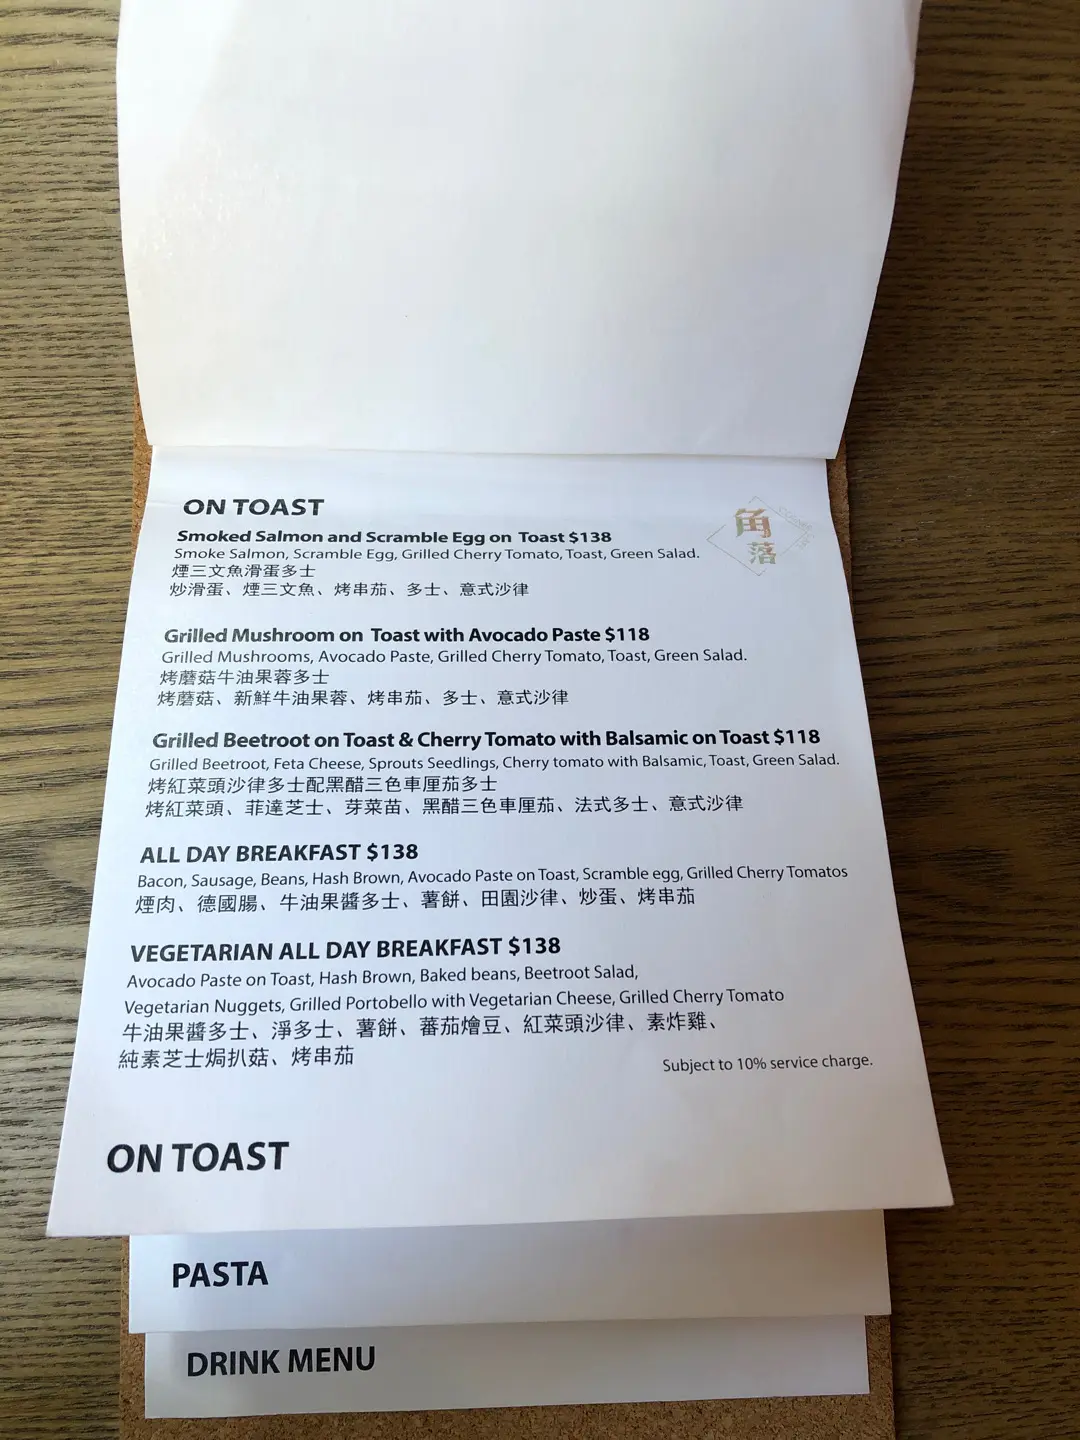 ON TOAST
角落
Smoked Salmon and Scramble Egg on Toast $138
Smoke Salmon, Scramble Egg, Grilled Cherry Tomato, Toast, Green Salad.
煙三文魚滑蛋多士
炒滑蛋、煙三文魚、烤串茄、多士、意式沙律
Grilled Mushroom on Toast with Avocado Paste $118
Grilled Mushrooms, Avocado Paste, Grilled Cherry Tomato, Toast, Green Salad.
烤蘑菇牛油果蓉多士
烤蘑菇、新鮮牛油果蓉、烤串茄、多士、意式沙律
Grilled Beetroot on Toast & Cherry Tomato with Balsamic on Toast $118
Grilled Beetroot, Feta Cheese, Sprouts Seedlings, Cherry tomato with Balsamic, Toast, Green Salad.
烤紅菜頭沙律多士配黑醋三色車厘茄多士
烤紅菜頭、菲達芝士、芽菜苗、黑醋三色車厘茄、法式多士、意式沙律
ALL DAY BREAKFAST $138
Bacon, Sausage, Beans, Hash Brown, Avocado Paste on Toast, Scramble egg, Grilled Cherry Tomatos
煙肉、德國腸、牛油果醬多士、薯餅、田園沙律、炒蛋、烤串茄
VEGETARIAN ALL DAY BREAKFAST $138
Avocado Paste on Toast, Hash Brown, Baked beans, Beetroot Salad,
Vegetarian Nuggets, Grilled Portobello with Vegetarian Cheese, Grilled Cherry Tomato
牛油果醬多士、淨多士、薯餅、蕃茄燴豆、紅菜頭沙律、素炸雞、
純素芝士焗扒菇、烤串茄
Subject to 10% service charge.
ON TOAST
PASTA
DRINK MENU